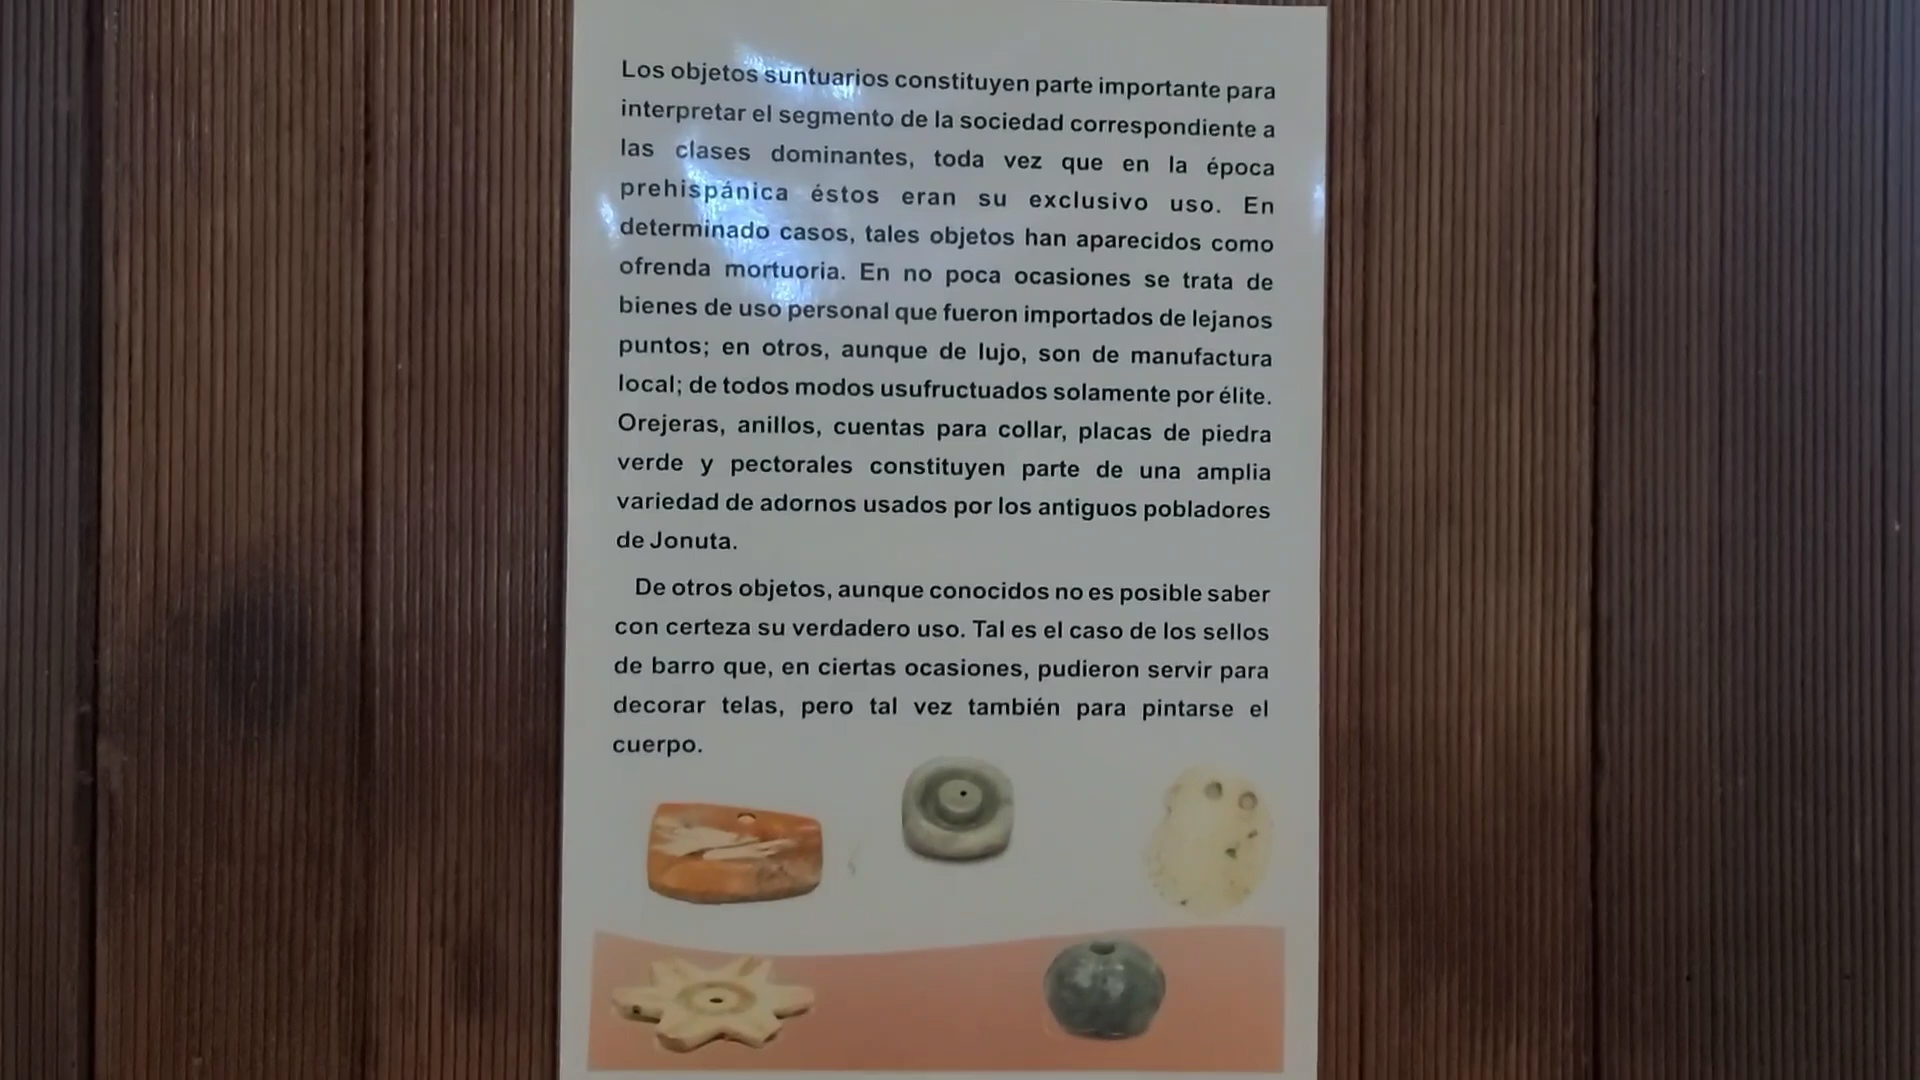 Los objetos suntuarios constituyen parte importante para
interpretar el segmento de la sociedad correspondiente a
las clases dominantes, toda vez que en la época
prehispánica éstos eran su exclusivo uso. En
determinado casos, tales objetos han aparecidos como
ofrenda mortuoria. En no poca ocasiones se trata de
bienes de uso personal que fueron importados de lejanos
puntos; en otros, aunque de lujo, son de manufactura
local; de todos modos usufructuados solamente por élite.
Orejeras, anillos, cuentas para collar, placas de piedra
verde y pectorales constituyen parte de una amplia
variedad de adornos usados por los antiguos pobladores
de Jonuta.
De otros objetos, aunque conocidos no es posible saber
con certeza su verdadero uso. Tal es el caso de los sellos
de barro que, en ciertas ocasiones, pudieron servir para
decorar telas, pero tal vez también para pintarse el
cuerpo.